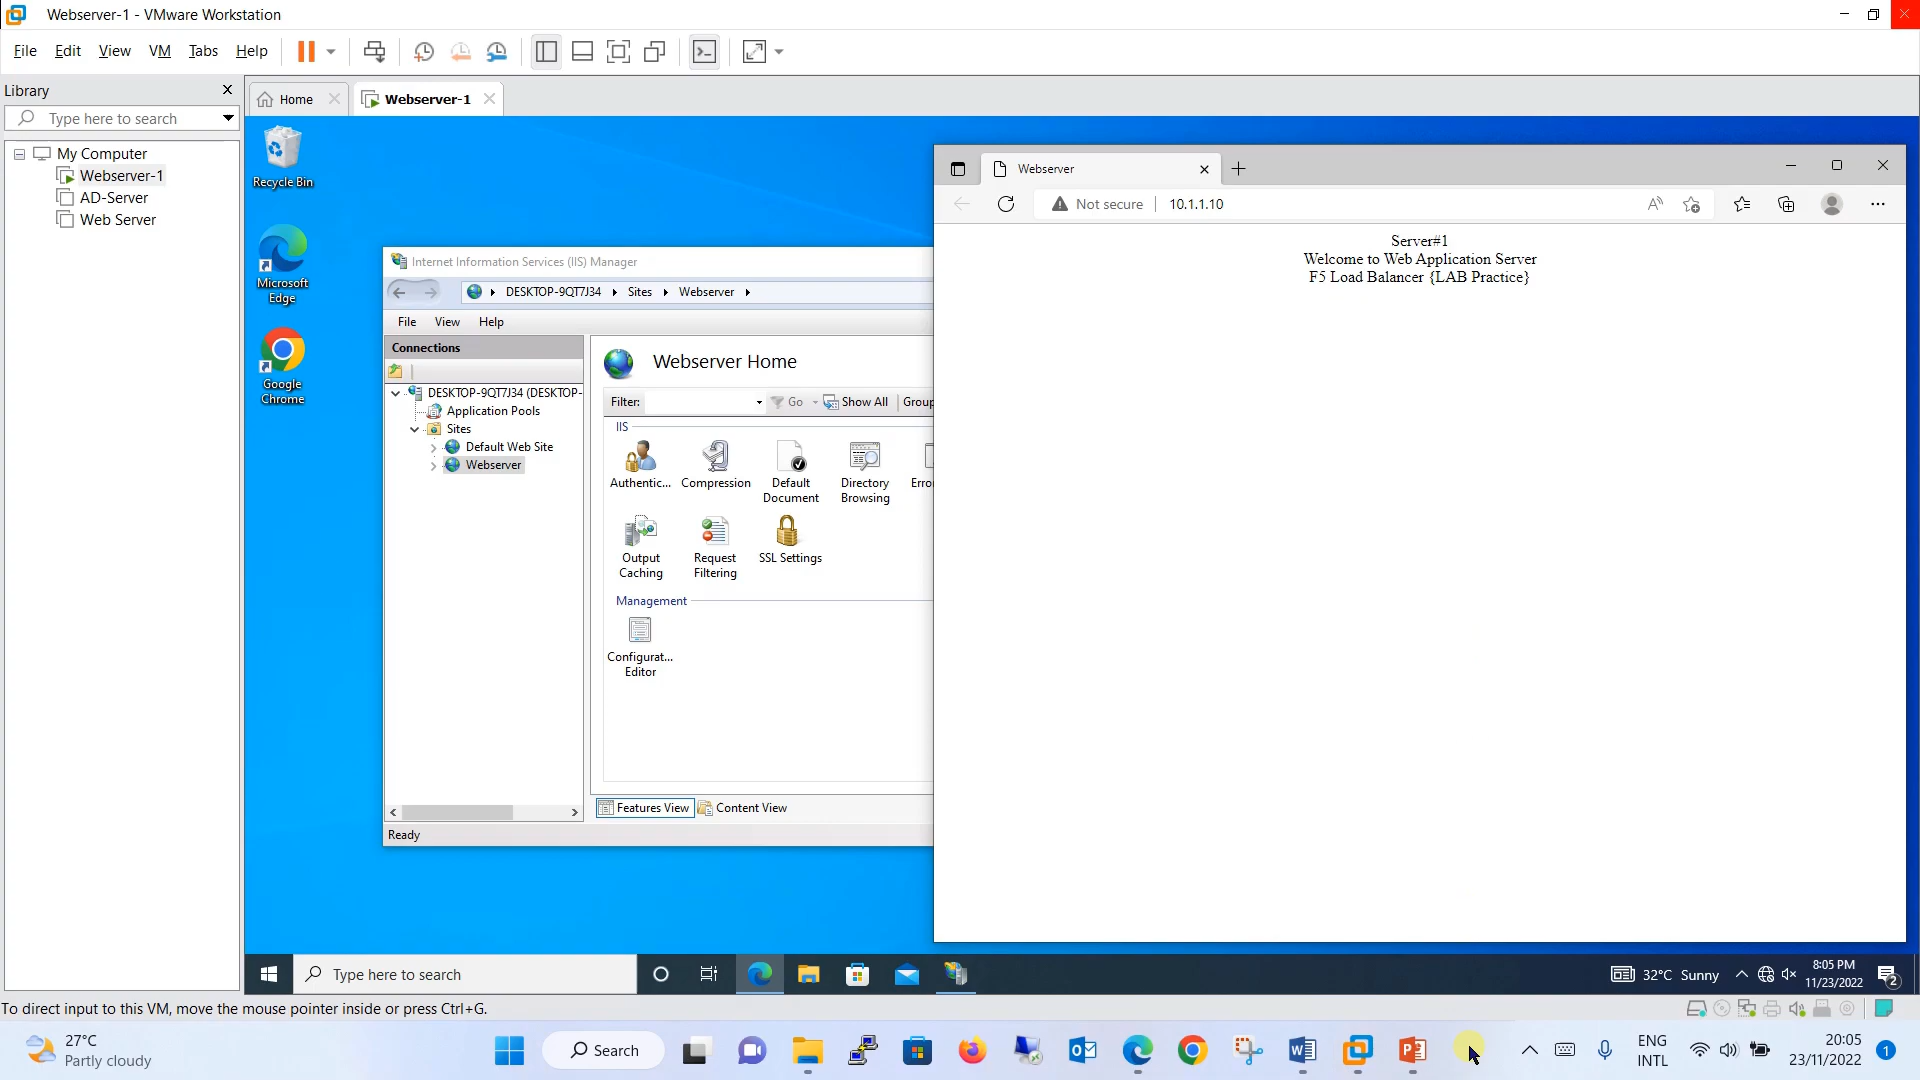 Webserver-1 - VMware Workstation
File Edit View VM Tabs Help
Library
Type here to search
My Computer
Webserver-1
AD-Server
Web Server
Home
Webserver-1
Recycle Bin
Microsoft
Edge
Google
Chrome
Internet Information Services (IIS) Manager
DESKTOP-9QT7J34 Sites Webserver
File View Help
Connections
DESKTOP-9QT7J34 (DESKTOP-
Application Pools
Sites
Default Web Site
Webserver
Webserver Home
Filter: Go Show All Group
IIS
Authentic... Compression Default
Document Directory
Browsing Erro
Output
Caching Request
Filtering SSL Settings
Management
Configurat...
Editor
Features View Content View
Ready
Webserver
Not secure 10.1.1.10
Server#1
Welcome to Web Application Server
F5 Load Balancer {LAB Practice}
Type here to search
32°C Sunny
8:05 PM
11/23/2022
2
To direct input to this VM, move the mouse pointer inside or press Ctrl+G.
27°C
Partly cloudy
Search
ENG
INTL
20:05
23/11/2022
1